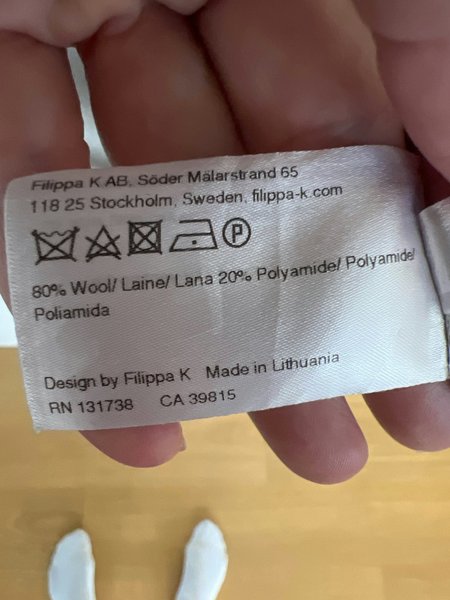 Filippa K AB, Söder Mälarstrand 65
118 25 Stockholm, Sweden, filippa-k.com
P
80% Wool/ Laine/ Lana 20% Polyamide/ Polyamide/
Poliamida
Design by Filippa K Made in Lithuania
RN 131738 CA 39815